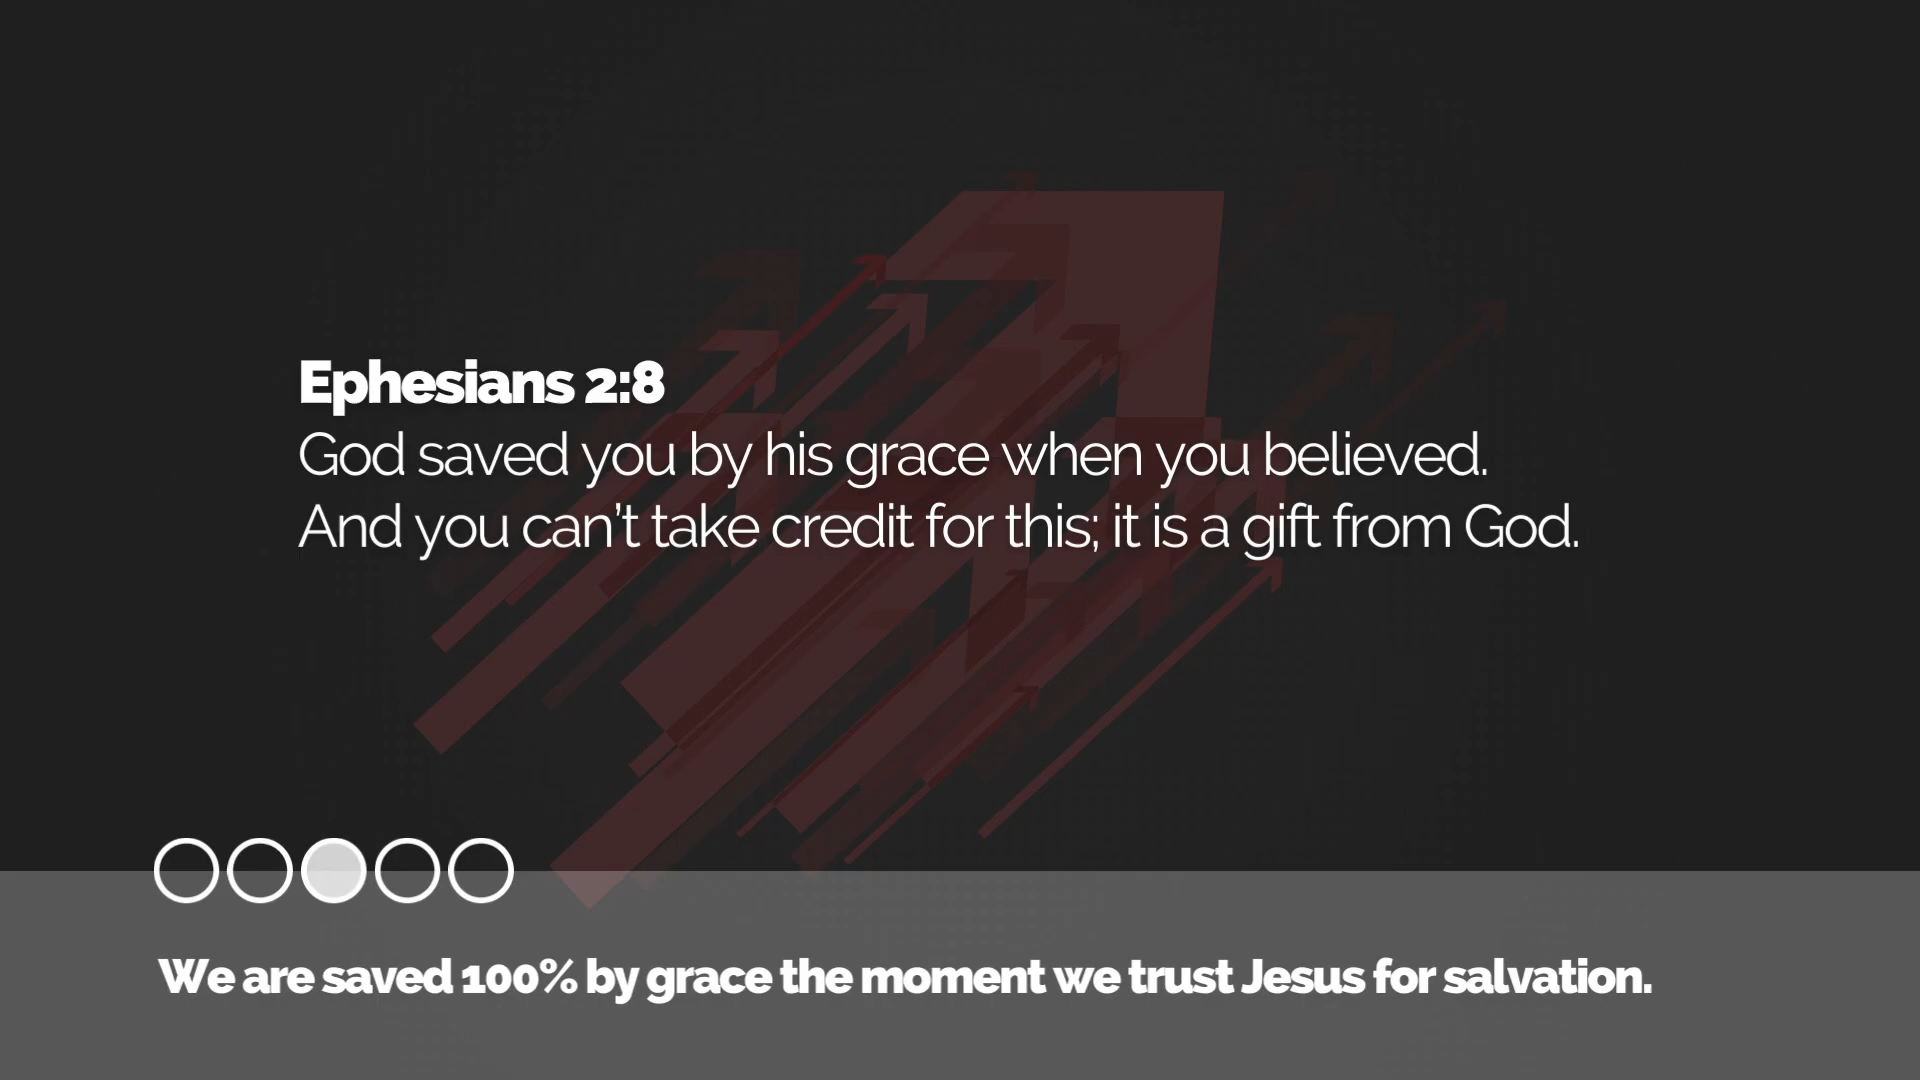 Ephesians 2:8
God saved you by his grace when you believed.
And you can’t take credit for this; it is a gift from God.
We are saved 100% by grace the moment we trust Jesus for salvation.